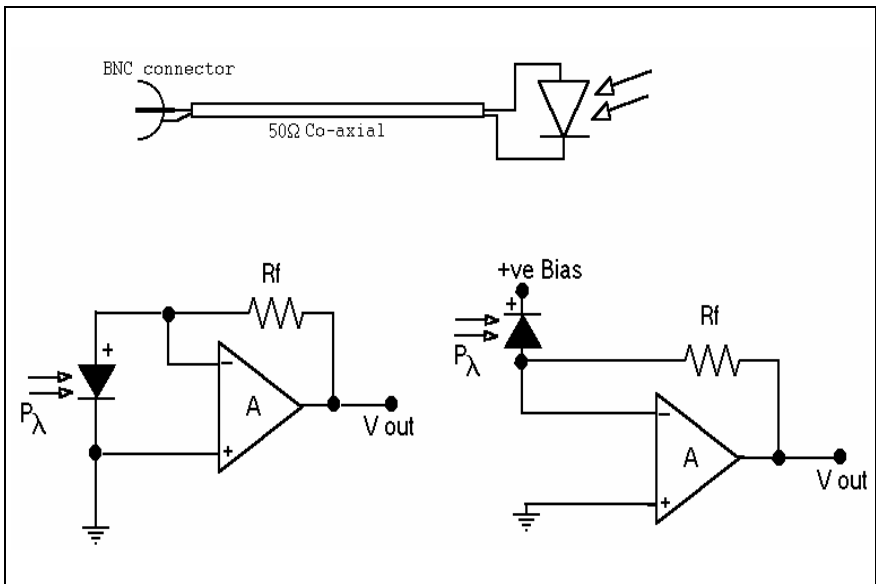 BNC connector
50Ω Co-axial
Rf
+
Pλ
−
A
+
V out
+ve Bias
+
Pλ
Rf
−
A
+
V out